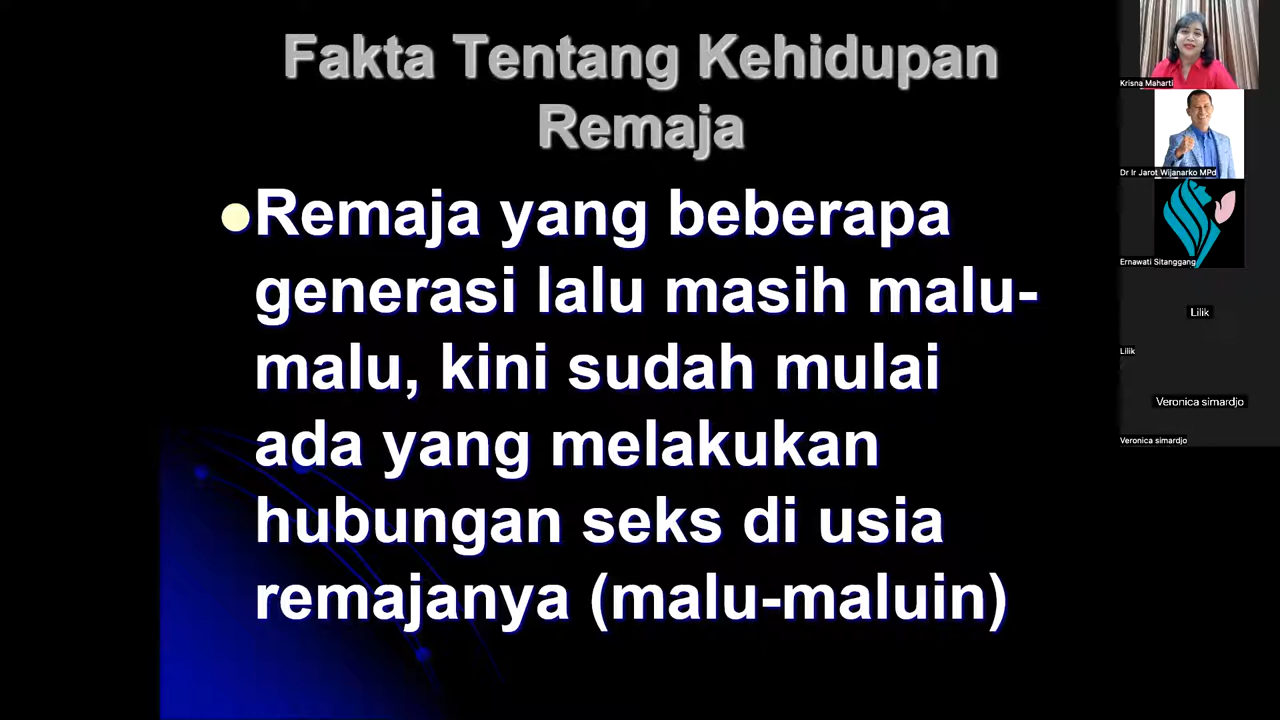 Fakta Tentang Kehidupan
Remaja
Remaja yang beberapa
generasi lalu masih malu-
malu, kini sudah mulai
ada yang melakukan
hubungan seks di usia
remajanya (malu-maluin)
Krisna Maharti
Dr Ir Jarot Wijanarko MPd
Ernawati Sitanggang
Lilik
Lilik
Veronica simardjo
Veronica simardjo